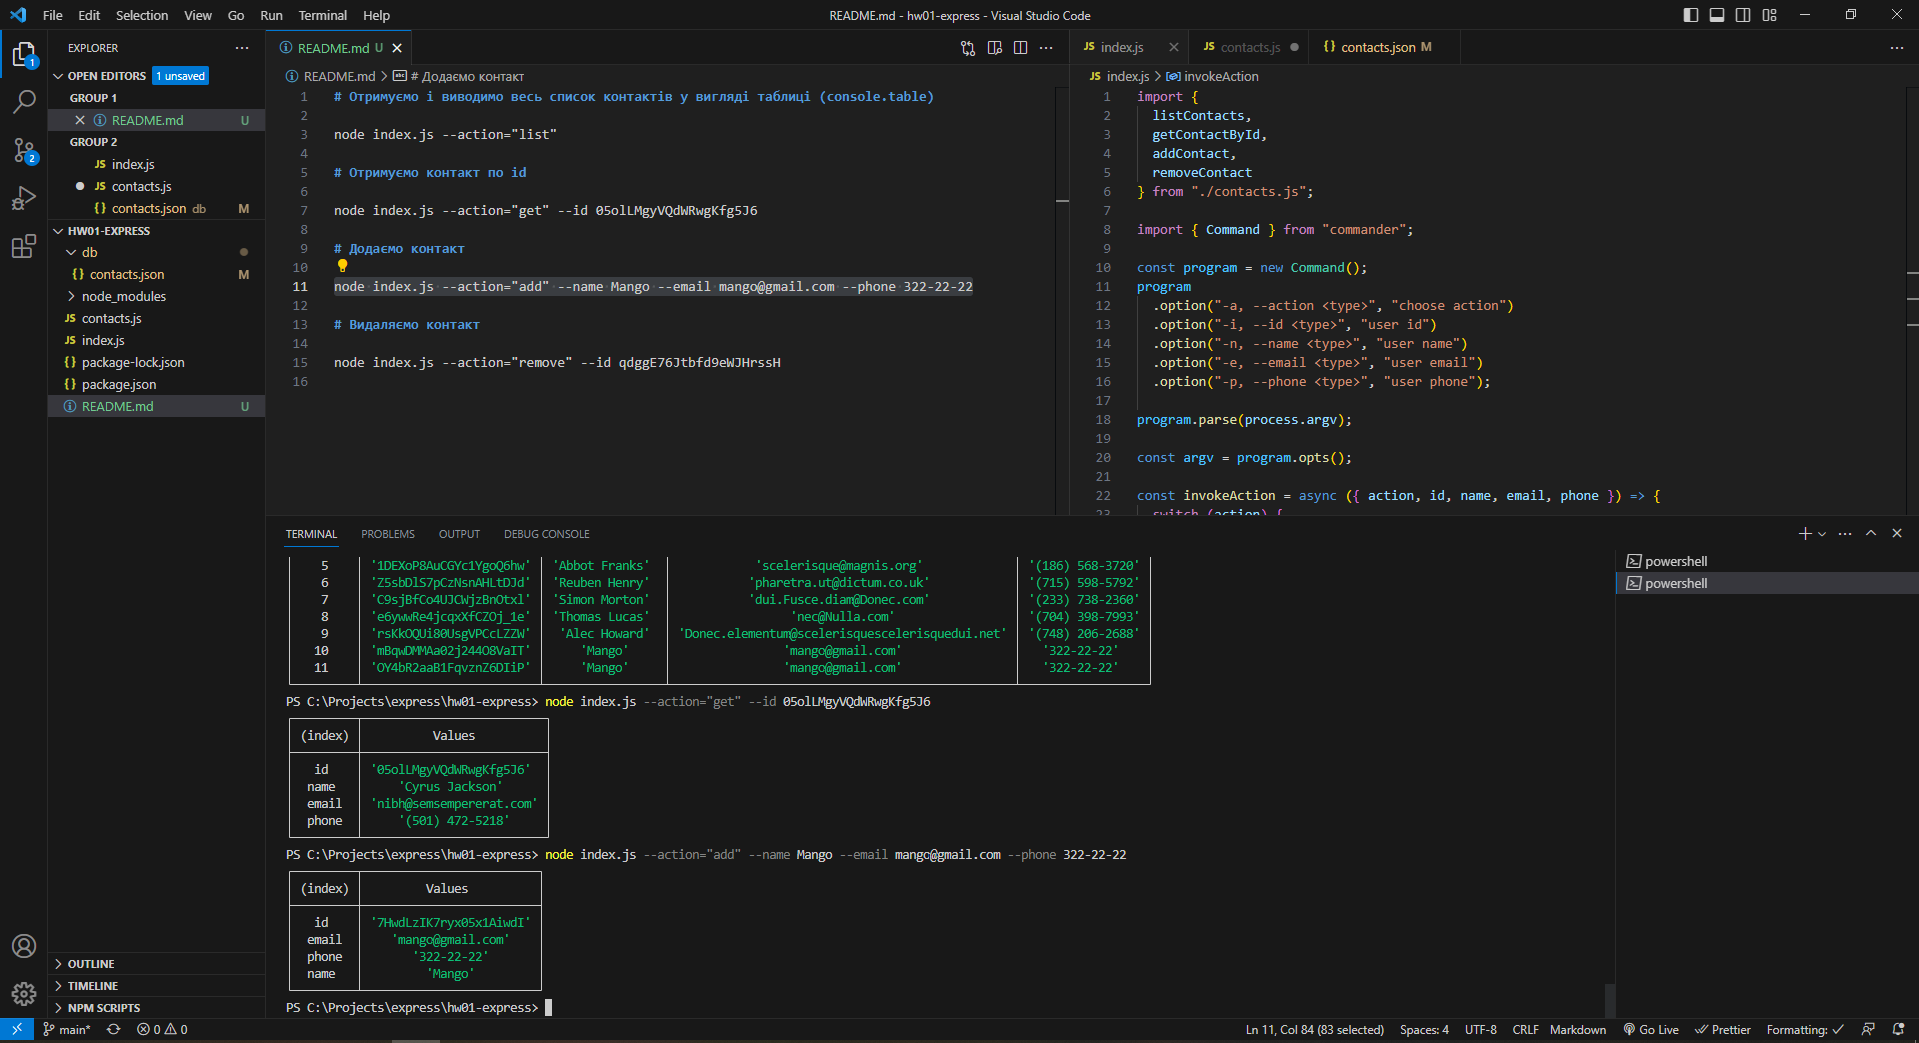 File Edit Selection View Go Run Terminal Help
README.md - hw01-express - Visual Studio Code
EXPLORER
OPEN EDITORS 1 unsaved
GROUP 1
README.md U
GROUP 2
JS index.js
JS contacts.js
{} contacts.json db M
HW01-EXPRESS
db
{} contacts.json M
node_modules
JS contacts.js
JS index.js
{} package-lock.json
{} package.json
README.md U
OUTLINE
TIMELINE
NPM SCRIPTS
1
2
README.md U
README.md > # Додаємо контакт
1 # Отримуємо і виводимо весь список контактів у вигляді таблиці (console.table)
2
3 node index.js --action="list"
4
5 # Отримуємо контакт по id
6
7 node index.js --action="get" --id 05olLMgyVQdWRwgKfg5J6
8
9 # Додаємо контакт
10
11 node index.js --action="add" --name Mango --email mango@gmail.com --phone 322-22-22
12
13 # Видаляємо контакт
14
15 node index.js --action="remove" --id qdggE76Jtbfd9eWJHrssH
16
JS index.js JS contacts.js {} contacts.json M
JS index.js > invokeAction
1 import {
2 listContacts,
3 getContactById,
4 addContact,
5 removeContact
6 } from "./contacts.js";
7
8 import { Command } from "commander";
9
10 const program = new Command();
11 program
12 .option("-a, --action <type>", "choose action")
13 .option("-i, --id <type>", "user id")
14 .option("-n, --name <type>", "user name")
15 .option("-e, --email <type>", "user email")
16 .option("-p, --phone <type>", "user phone");
17
18 program.parse(process.argv);
19
20 const argv = program.opts();
21
22 const invokeAction = async ({ action, id, name, email, phone }) => {
23 switch (action) {
TERMINAL PROBLEMS OUTPUT DEBUG CONSOLE
powershell
powershell
5 '1DEXoP8AuCGYc1YgoQ6hw' 'Abbot Franks' 'scelerisque@magnis.org' '(186) 568-3720'
6 'Z5sbDlS7pCzNsnAHLtDJd' 'Reuben Henry' 'pharetra.ut@dictum.co.uk' '(715) 598-5792'
7 'C9sjBfCo4UJCWjzBnOtxl' 'Simon Morton' 'dui.Fusce.diam@Donec.com' '(233) 738-2360'
8 'e6ywwRe4jcqxXfCZOj_1e' 'Thomas Lucas' 'nec@Nulla.com' '(704) 398-7993'
9 'rsKkOQUi80UsgVPCcLZZW' 'Alec Howard' 'Donec.elementum@scelerisquescelerisquedui.net' '(748) 206-2688'
10 'mBqwDMMAa02j244O8VaIT' 'Mango' 'mango@gmail.com' '322-22-22'
11 'OY4bR2aaB1FqvznZ6DIiP' 'Mango' 'mango@gmail.com' '322-22-22'
PS C:\Projects\express\hw01-express> node index.js --action="get" --id 05olLMgyVQdWRwgKfg5J6
(index) Values
id '05olLMgyVQdWRwgKfg5J6'
name 'Cyrus Jackson'
email 'nibh@semsempererat.com'
phone '(501) 472-5218'
PS C:\Projects\express\hw01-express> node index.js --action="add" --name Mango --email mango@gmail.com --phone 322-22-22
(index) Values
id '7HwdLzIK7ryx05x1AiwdI'
email 'mango@gmail.com'
phone '322-22-22'
name 'Mango'
PS C:\Projects\express\hw01-express>
main* 0 0
Ln 11, Col 84 (83 selected) Spaces: 4 UTF-8 CRLF Markdown Go Live Prettier Formatting: